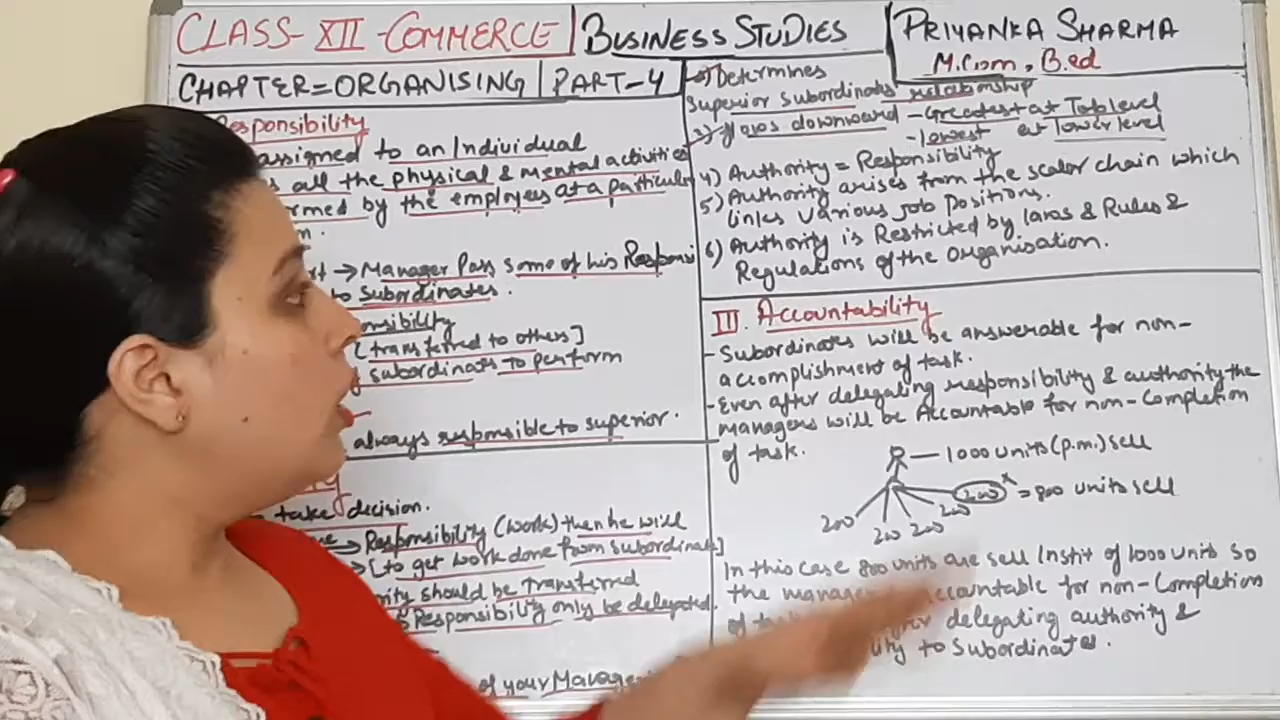 CLASS- XII - COMMERCE | BUSINESS STUDIES
PRIYANKA SHARMA
M.Com, B.ed
CHAPTER = ORGANISING | PART-4
Responsibility
assigned to an Individual
all the physical & mental activities
by the employees at a particular
→ Manager Pass some of his Responsi
to subordinates.
[transferred to others]
subordinates to perform
always responsible to superior.
take decision.
Responsibility (work) then he will
→ [to get work done from subordinates]
should be transferred
& Responsibility only be delegated.
of your Manager
2) Determines
Superior subordinate relationship
3) flows downward - Greatest at Top level
- lowest at lower level
4) Authority = Responsibility
5) Authority arises from the scalar chain which
links various job positions.
6) Authority is Restricted by laws & Rules &
Regulations of the organisation.
III. Accountability
- Subordinates will be answerable for non-
accomplishment of task.
- Even after delegating responsibility & authority the
managers will be Accountable for non-completion
of task.
— 1000 units (p.m.) sell
200 200 200 200 200 x = 800 units sell
In this case 800 units are sell of 1000 units so
the manager Accountable for non-completion
of delegating authority &
to subordinates.